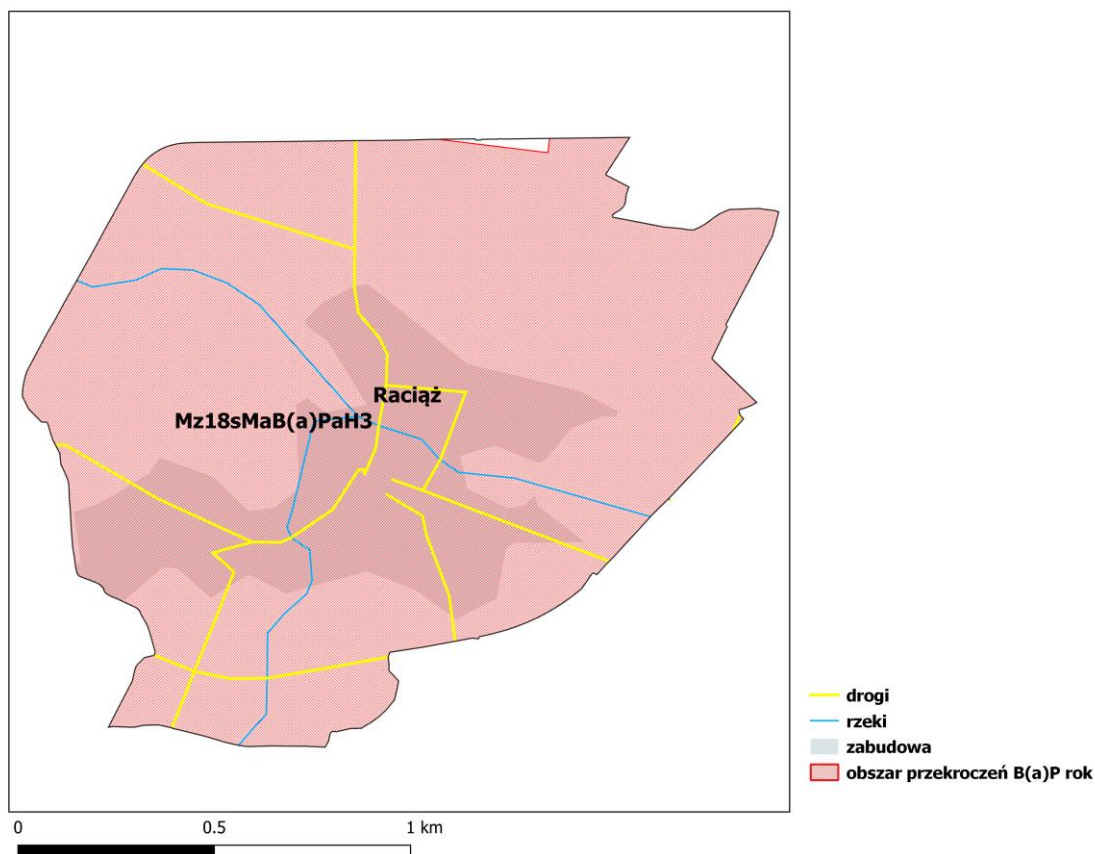 Raciąż
Mz18sMaB(a)PaH3
drogi
rzeki
zabudowa
obszar przekroczeń B(a)P rok
0 0.5 1 km